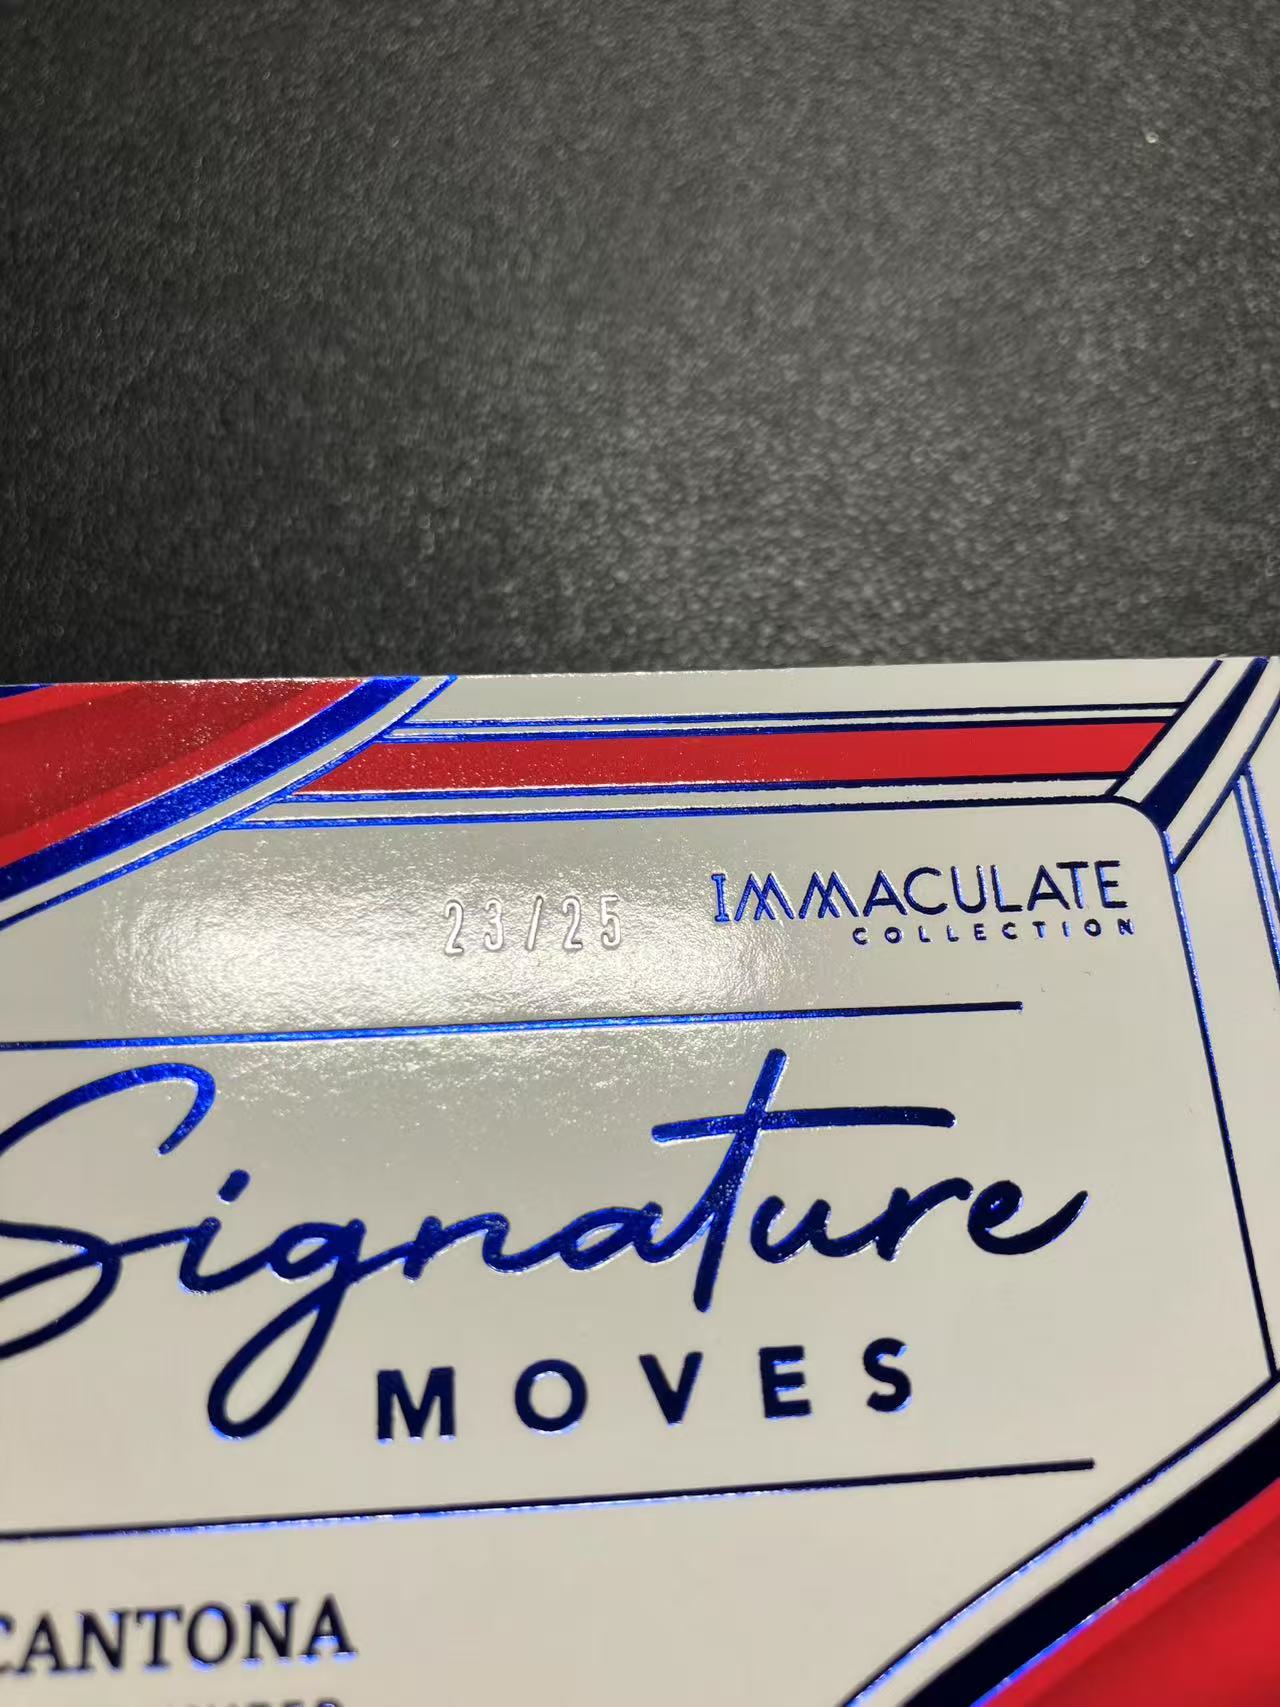 23/25
IMMACULATE
COLLECTION
Signature
MOVES
CANTONA